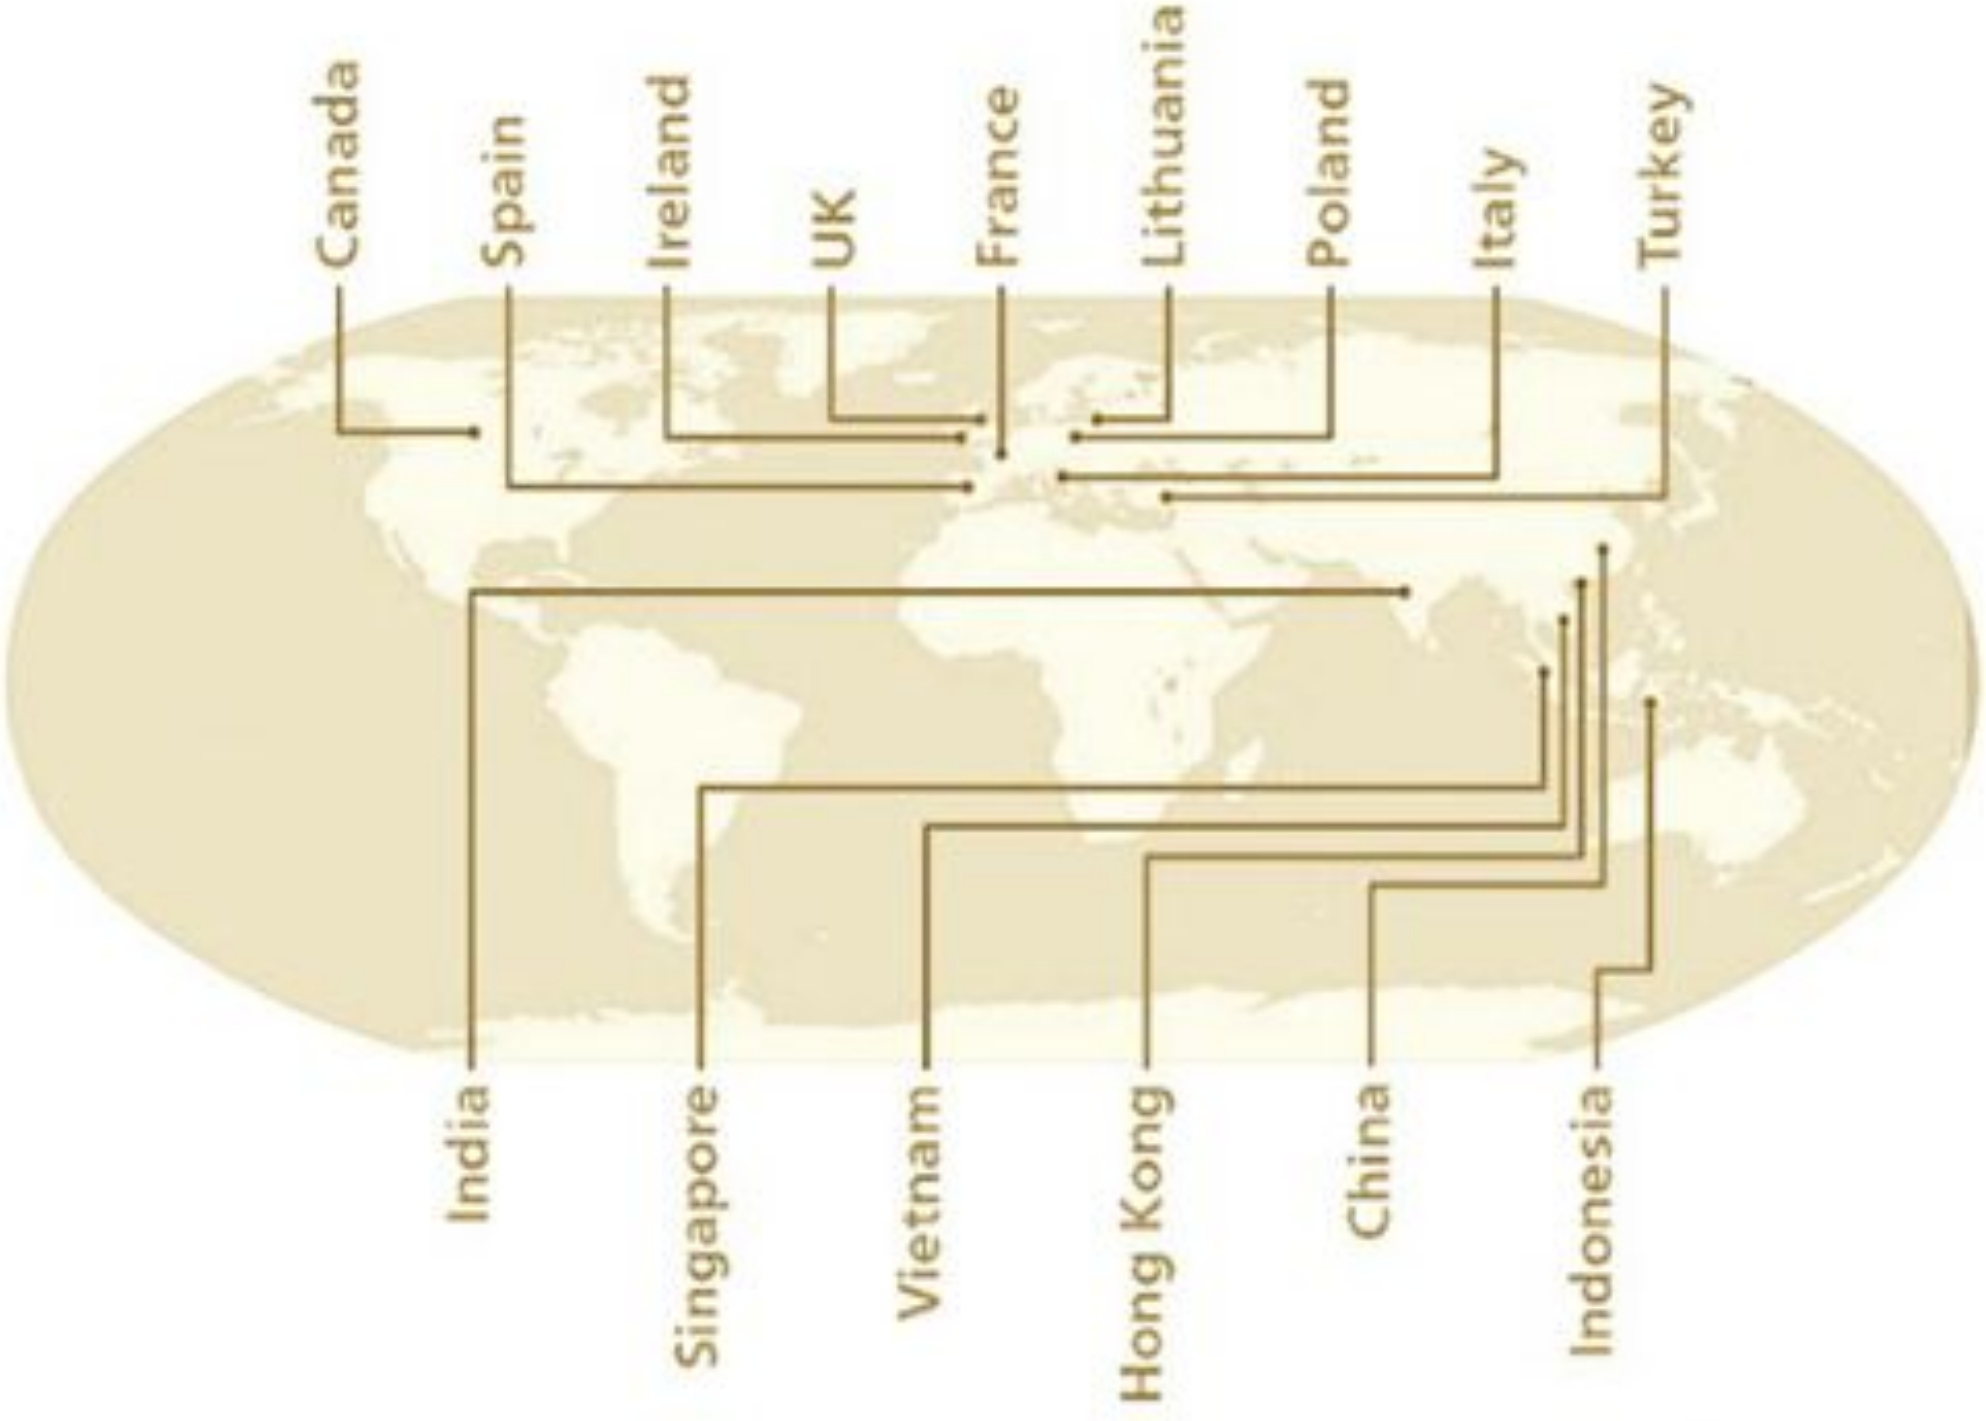 Canada
Spain
Ireland
UK
France
Lithuania
Poland
Italy
Turkey
India
Singapore
Vietnam
Hong Kong
China
Indonesia